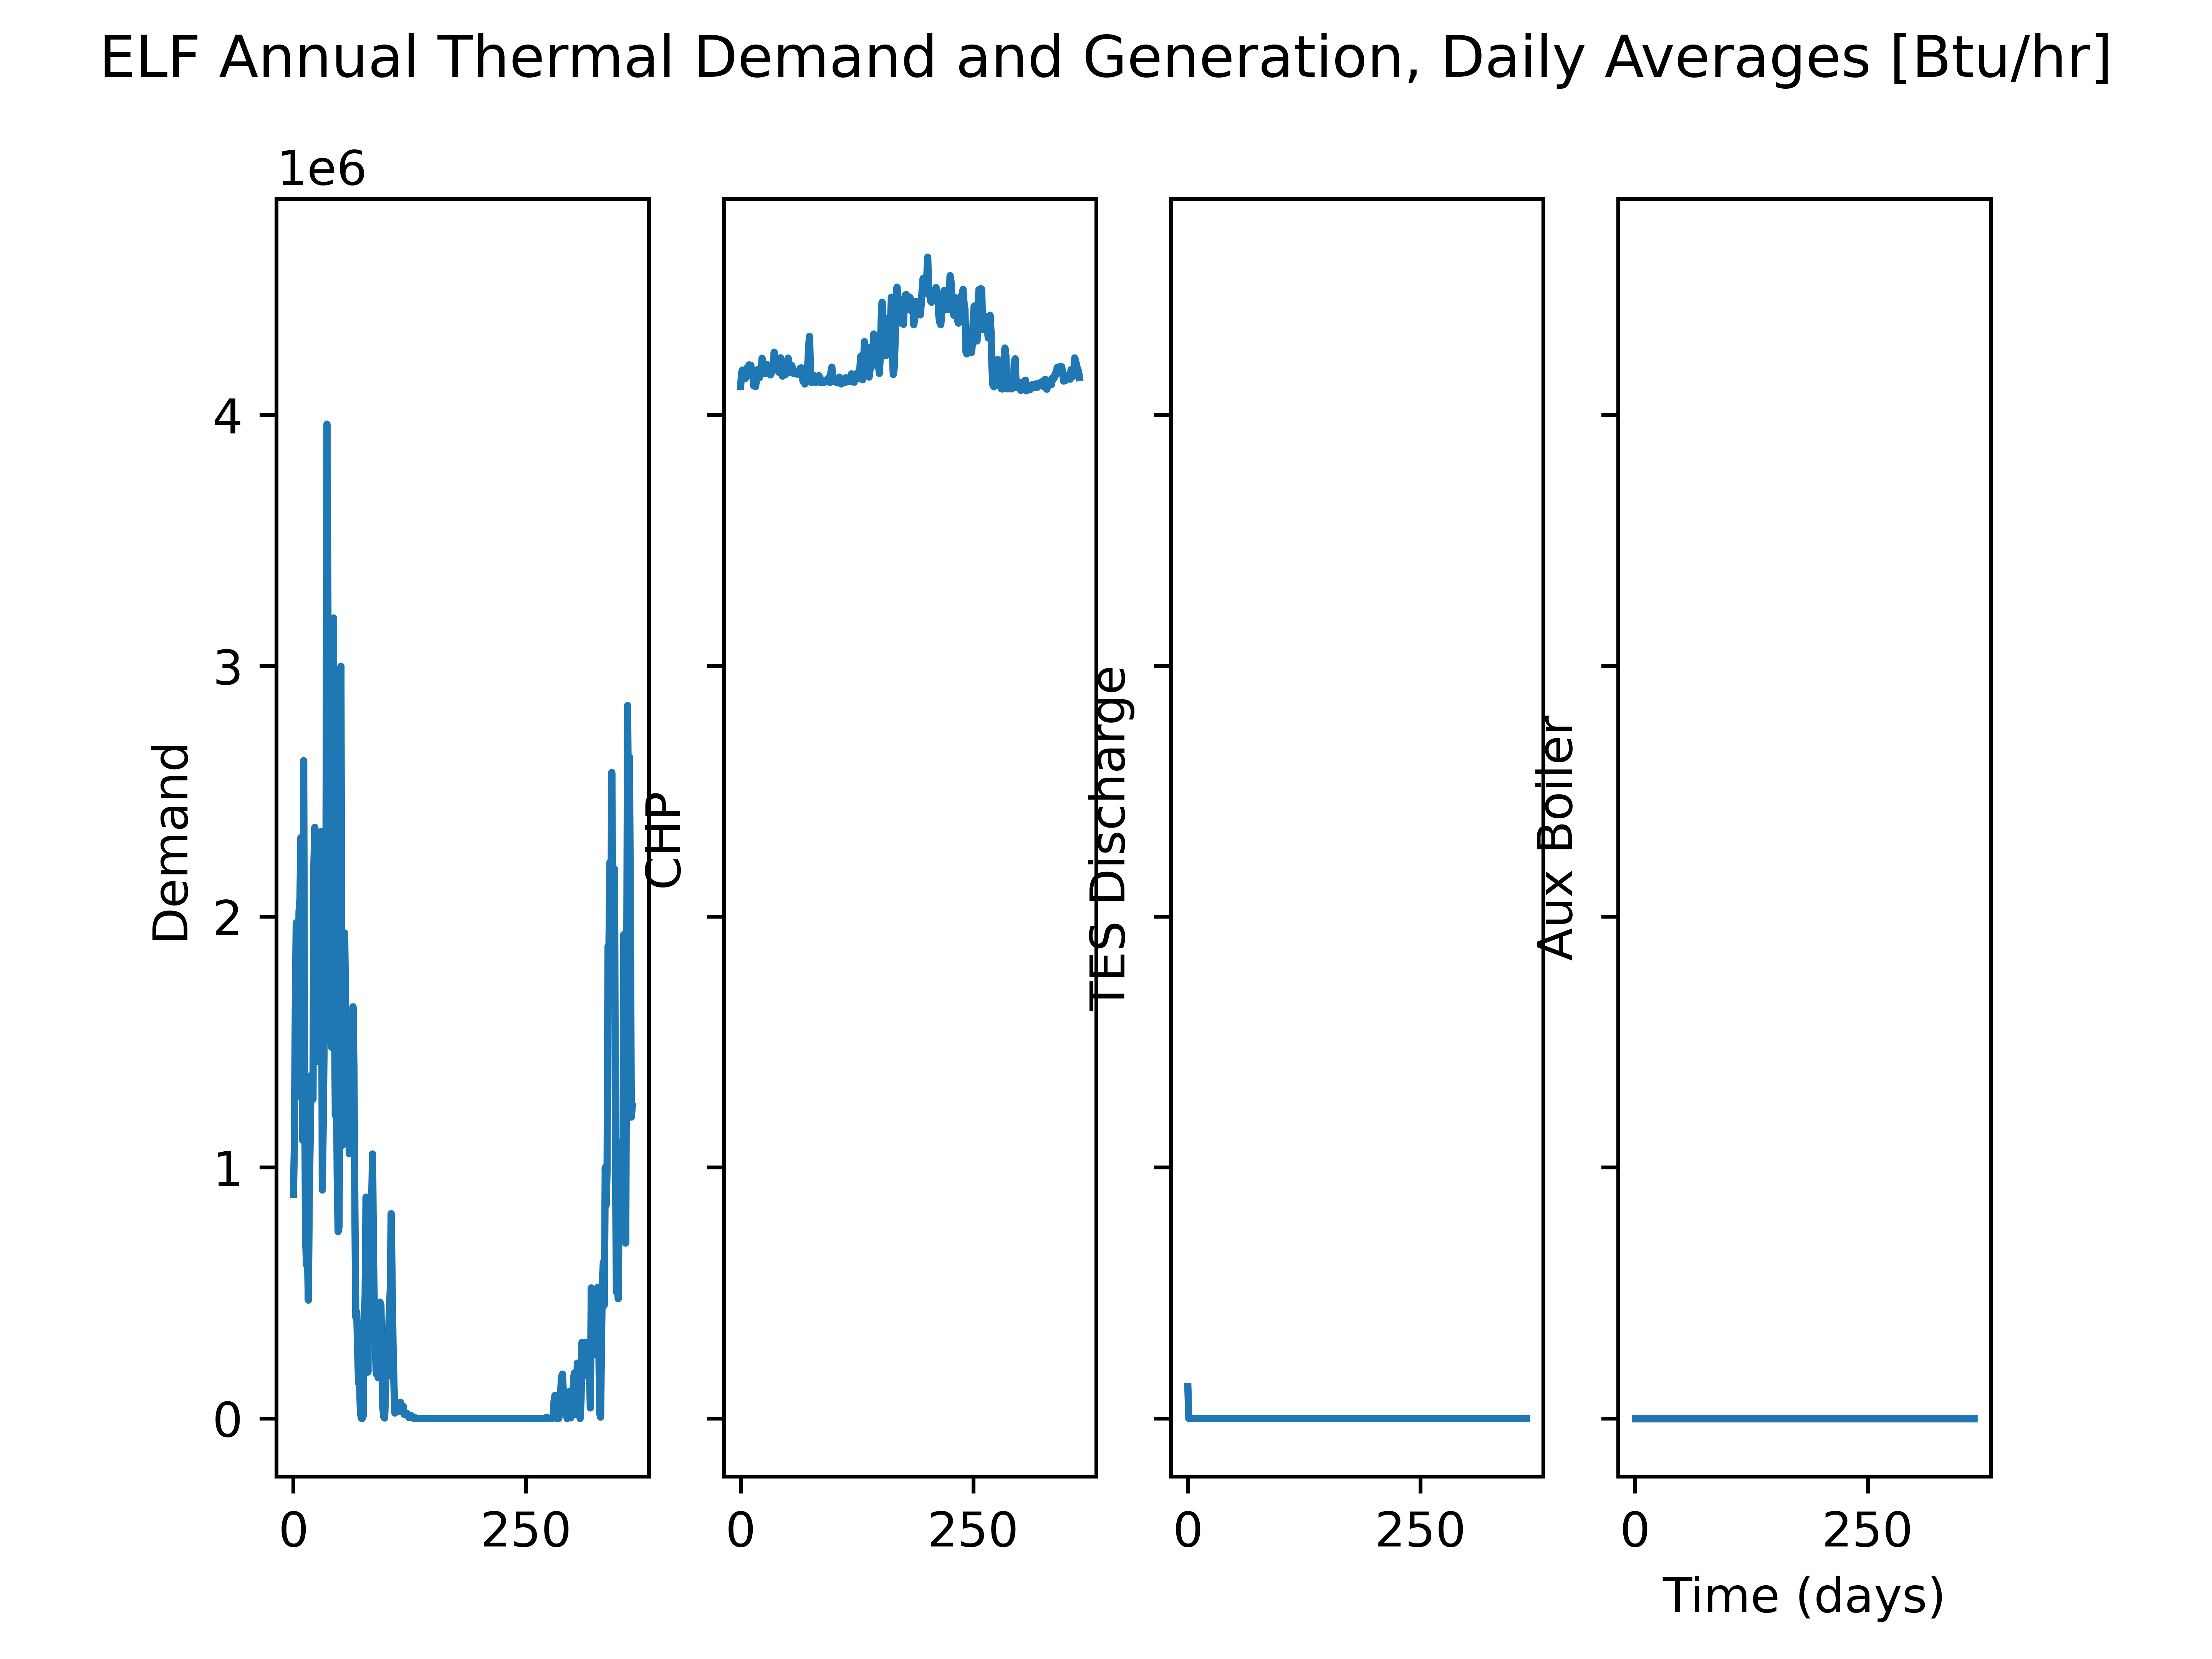 ELF Annual Thermal Demand and Generation, Daily Averages [Btu/hr]
1e6
Demand
4
3
2
1
0
0 250
CHP
0 250
TES Discharge
0 250
Aux Boiler
0 250
Time (days)